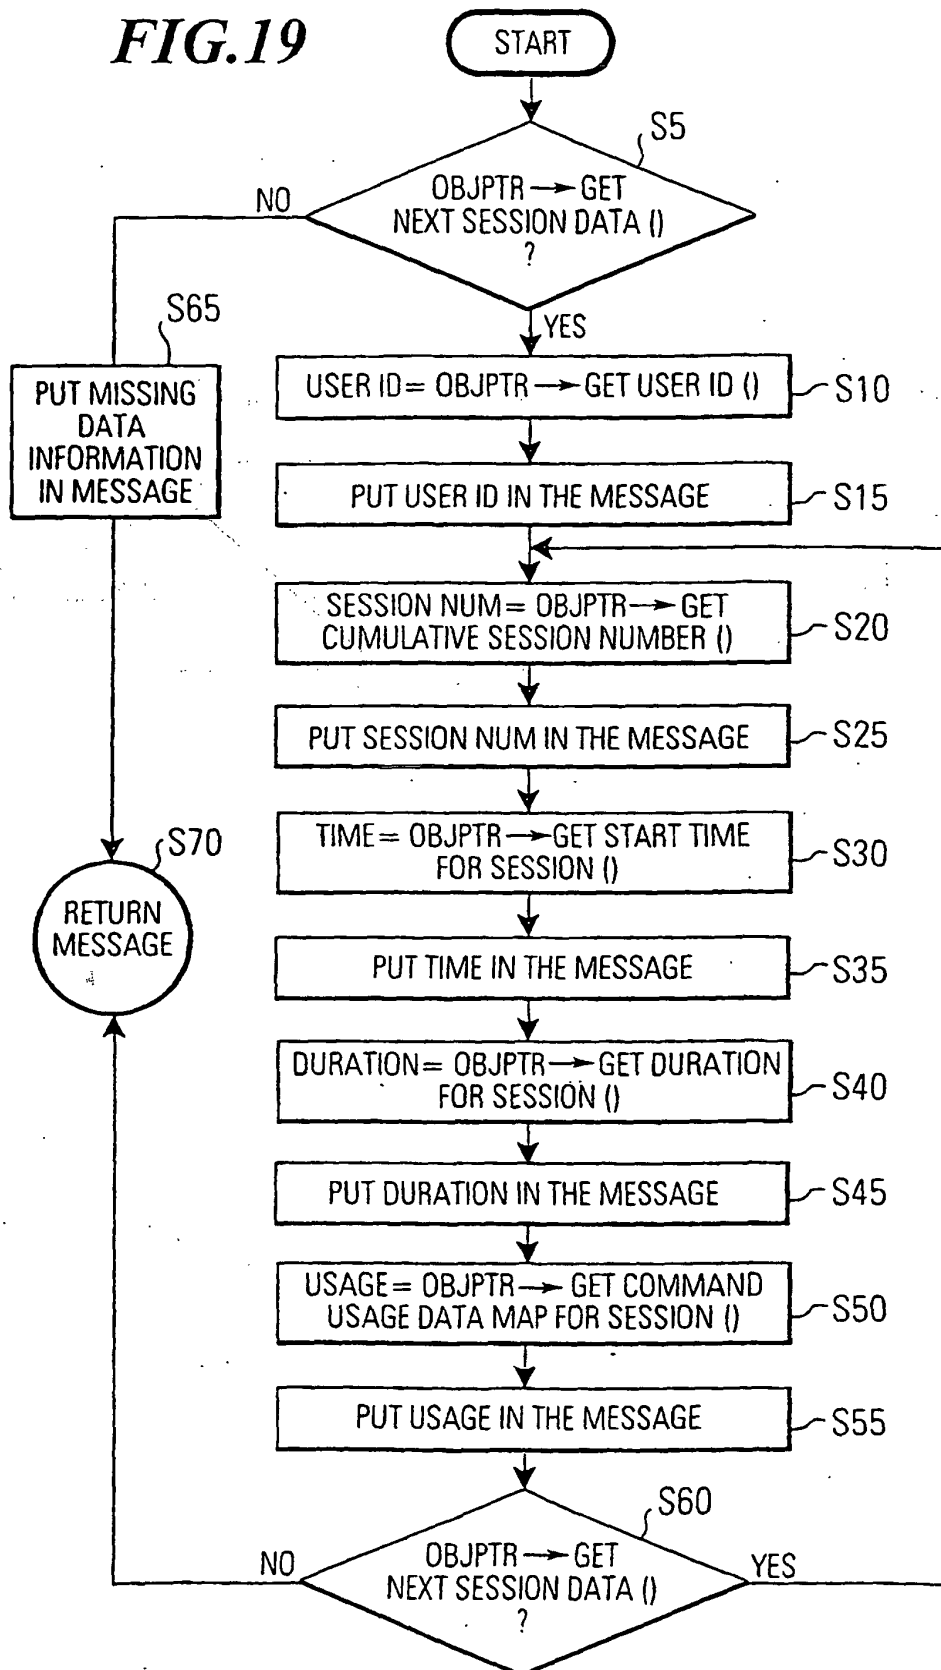 FIG.19
START
S5
OBJPTR → GET
NEXT SESSION DATA ()
?
NO
YES
S65
PUT MISSING
DATA
INFORMATION
IN MESSAGE
USER ID= OBJPTR → GET USER ID ()
S10
PUT USER ID IN THE MESSAGE
S15
SESSION NUM= OBJPTR → GET
CUMULATIVE SESSION NUMBER ()
S20
PUT SESSION NUM IN THE MESSAGE
S25
TIME= OBJPTR → GET START TIME
FOR SESSION ()
S30
S70
RETURN
MESSAGE
PUT TIME IN THE MESSAGE
S35
DURATION= OBJPTR → GET DURATION
FOR SESSION ()
S40
PUT DURATION IN THE MESSAGE
S45
USAGE= OBJPTR → GET COMMAND
USAGE DATA MAP FOR SESSION ()
S50
PUT USAGE IN THE MESSAGE
S55
S60
OBJPTR → GET
NEXT SESSION DATA ()
?
NO
YES